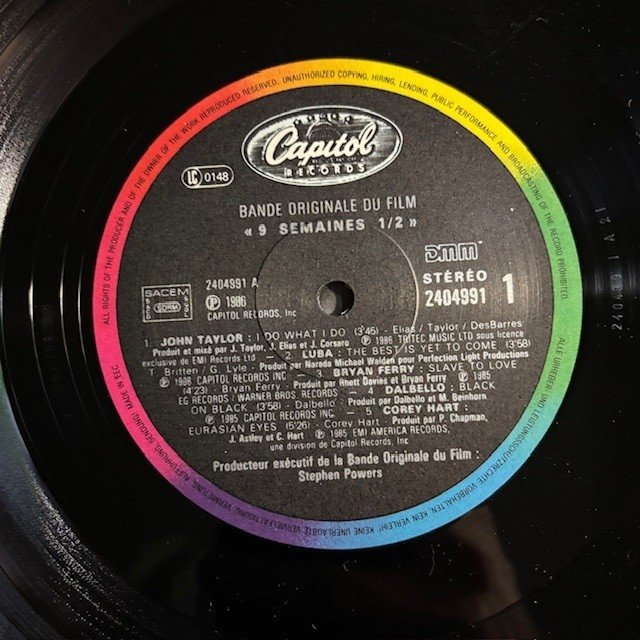 ALL RIGHTS OF THE PRODUCER AND OF THE OWNER OF THE WORK REPRODUCED RESERVED. UNAUTHORIZED COPYING, HIRING, LENDING, PUBLIC PERFORMANCE AND BROADCASTING OF THE RECORD PROHIBITED.
Capitol
RECORDS
LC 0148
BANDE ORIGINALE DU FILM
« 9 SEMAINES 1/2 »
2404991 A
DMM
SACEM
SDRM
℗ 1986
CAPITOL RECORDS, Inc
STÉRÉO
2404991 1
1 JOHN TAYLOR : I DO WHAT I DO (3'45) - Elias / Taylor / DesBarres
Produit et mixé par J. Taylor, J. Elias et J. Corsaro ℗ 1986 TRITEC MUSIC LTD sous licence
exclusive de EMI Records Ltd - 2 LUBA : THE BEST IS YET TO COME (3'58)
Britten / G. Lyle - Produit par Narada Michael Walden pour Perfection Light Productions
℗ 1986 CAPITOL RECORDS INC - 3 BRYAN FERRY : SLAVE TO LOVE
(4'23) - Bryan Ferry - Produit par Rhett Davies et Bryan Ferry
EG RECORDS / WARNER BROS. RECORDS DALBELLO : BLACK
ON BLACK (3'58) - Dalbello - Produit par Dalbello et M. Beinhorn
℗ 1985 CAPITOL RECORDS INC - 5 COREY HART :
EURASIAN EYES (5'26) - Corey Hart - Produit par P. Chapman,
J. Astley et C. Hart - ℗ 1985 EMI AMERICA RECORDS,
une division de Capitol Records, Inc
Producteur exécutif de la Bande Originale du Film :
Stephen Powers
ALLE URHEBER UND LEISTUNGSSCHUTZRECHTE VORBEHALTEN. KEIN VERLEIH! KEINE UNERLAUBTE VERVIELFÄLTIGUNG, VERMIETUNG, AUFFÜHRUNG, SENDUNG. MADE IN EEC.